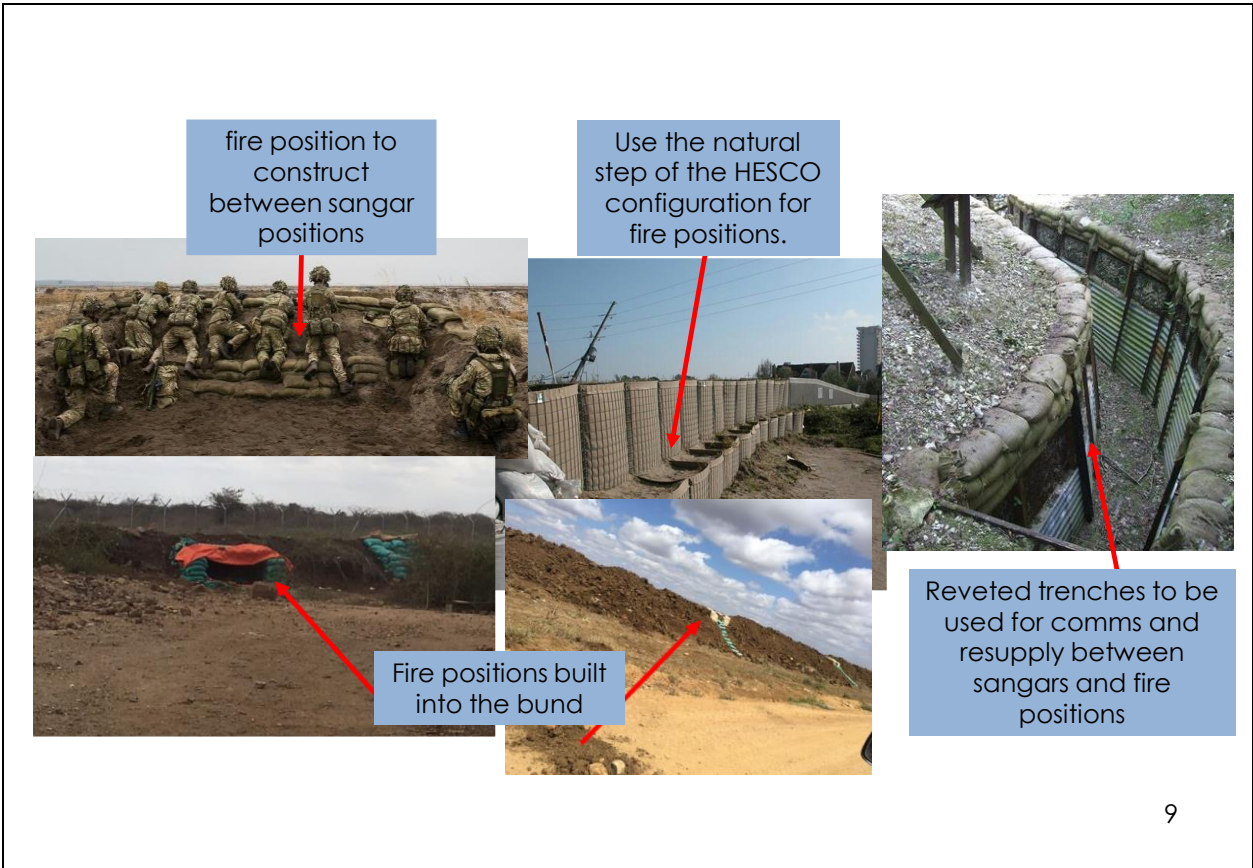 fire position to
construct
between sangar
positions
Use the natural
step of the HESCO
configuration for
fire positions.
Fire positions built
into the bund
Reveted trenches to be
used for comms and
resupply between
sangars and fire
positions
9